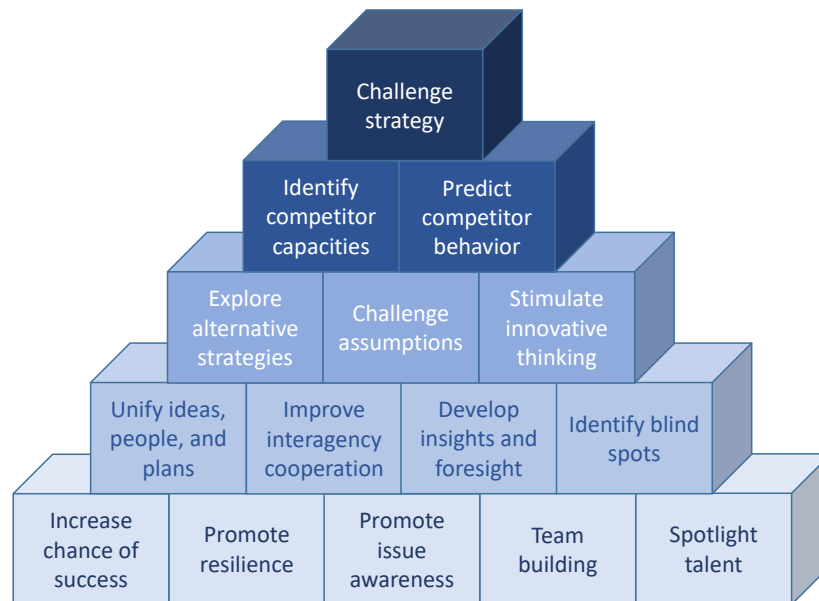 Challenge
strategy
Identify
competitor
capacities
Predict
competitor
behavior
Explore
alternative
strategies
Challenge
assumptions
Stimulate
innovative
thinking
Unify ideas,
people, and
plans
Improve
interagency
cooperation
Develop
insights and
foresight
Identify blind
spots
Increase
chance of
success
Promote
resilience
Promote
issue
awareness
Team
building
Spotlight
talent